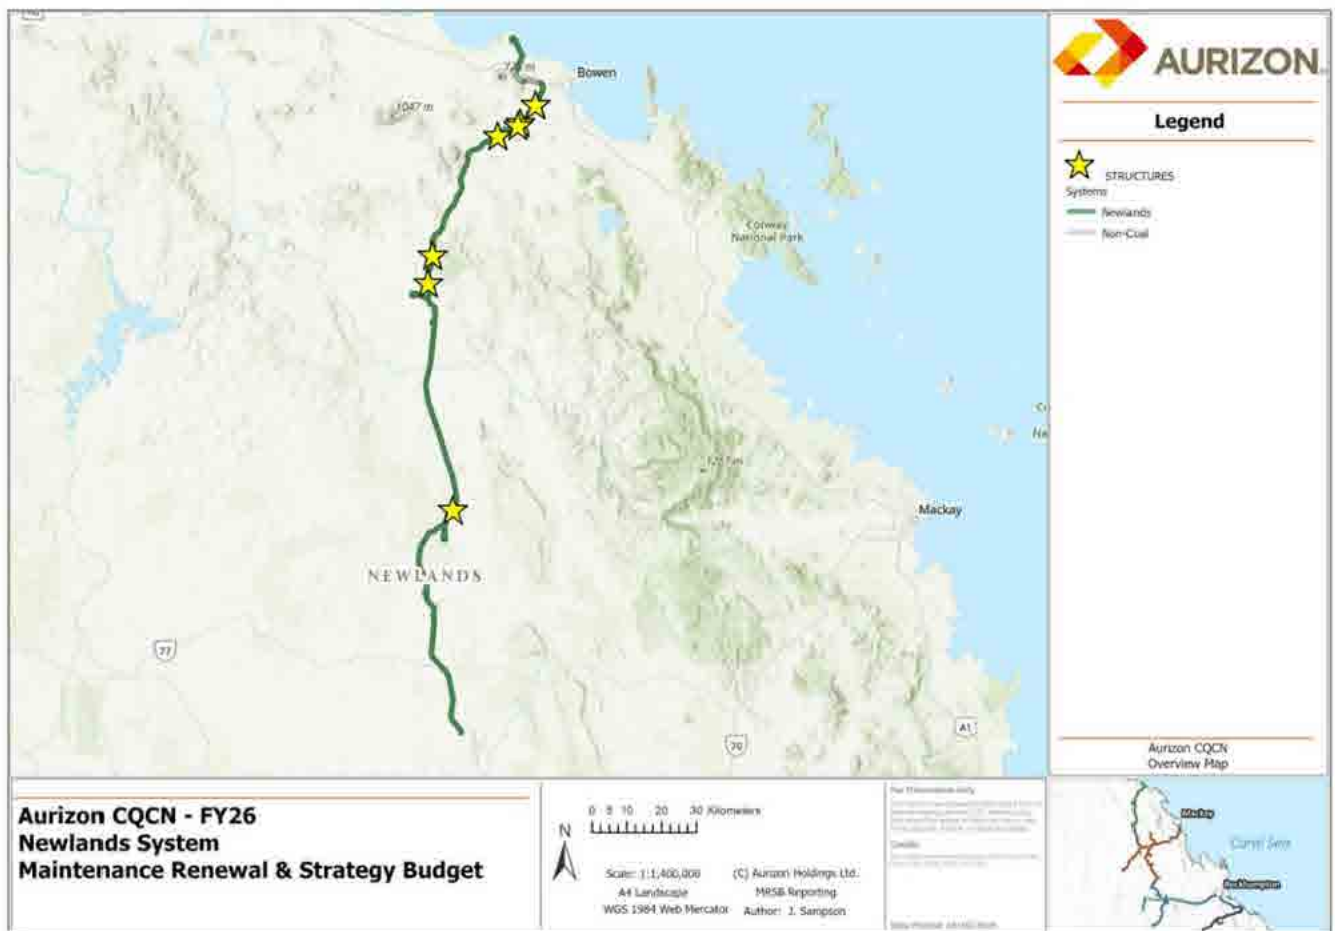 Bowen
1047 m
Conway
National Park
Mackay
NEWLANDS
77
70
A1
AURIZON
Legend
STRUCTURES
Systems
Newlands
Non-Coal
Aurizon CQCN
Overview Map
Aurizon CQCN - FY26
Newlands System
Maintenance Renewal & Strategy Budget
0 5 10 20 30 Kilometers
N
Scale: 1:1,400,000
A4 Landscape
WGS 1984 Web Mercator
(C) Aurizon Holdings Ltd.
MRSB Reporting
Author: J. Sampson
Credits
Mackay
Coral Sea
Rockhampton